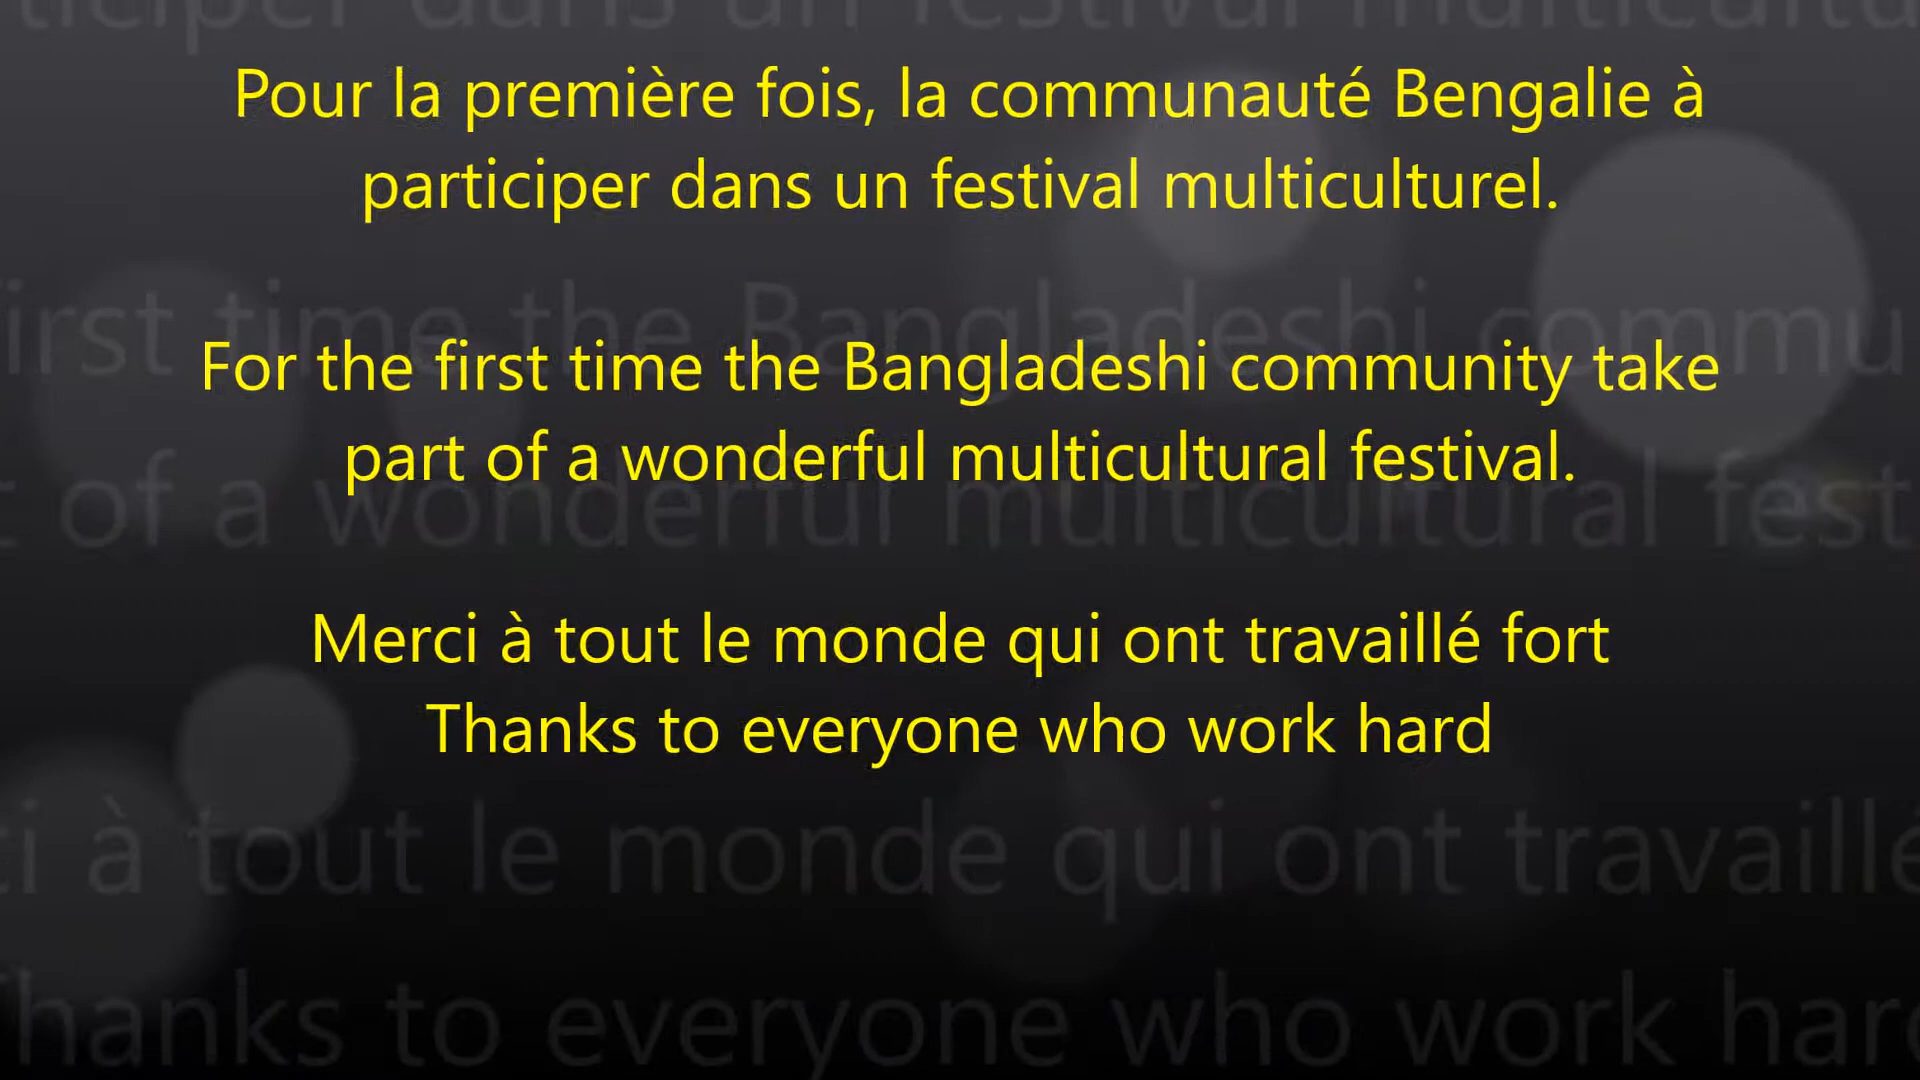 Pour la première fois, la communauté Bengalie à
participer dans un festival multiculturel.
For the first time the Bangladeshi community take
part of a wonderful multicultural festival.
Merci à tout le monde qui ont travaillé fort
Thanks to everyone who work hard